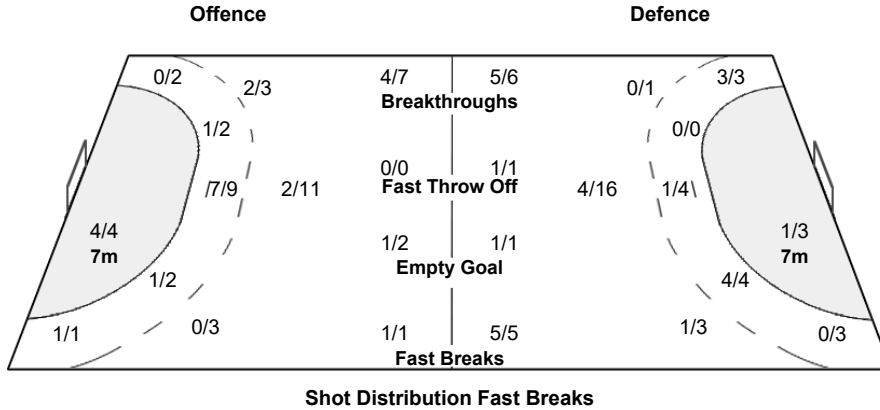 Offence Defence
0/2 2/3 4/7 5/6 0/1 3/3
Breakthroughs
1/2 0/0
0/0 1/1
7/9 2/11 Fast Throw Off 4/16 1/4
4/4 1/3
7m 1/2 1/1 7m
Empty Goal
1/2 4/4
1/1 0/3 1/1 5/5 1/3 0/3
Fast Breaks
Shot Distribution Fast Breaks